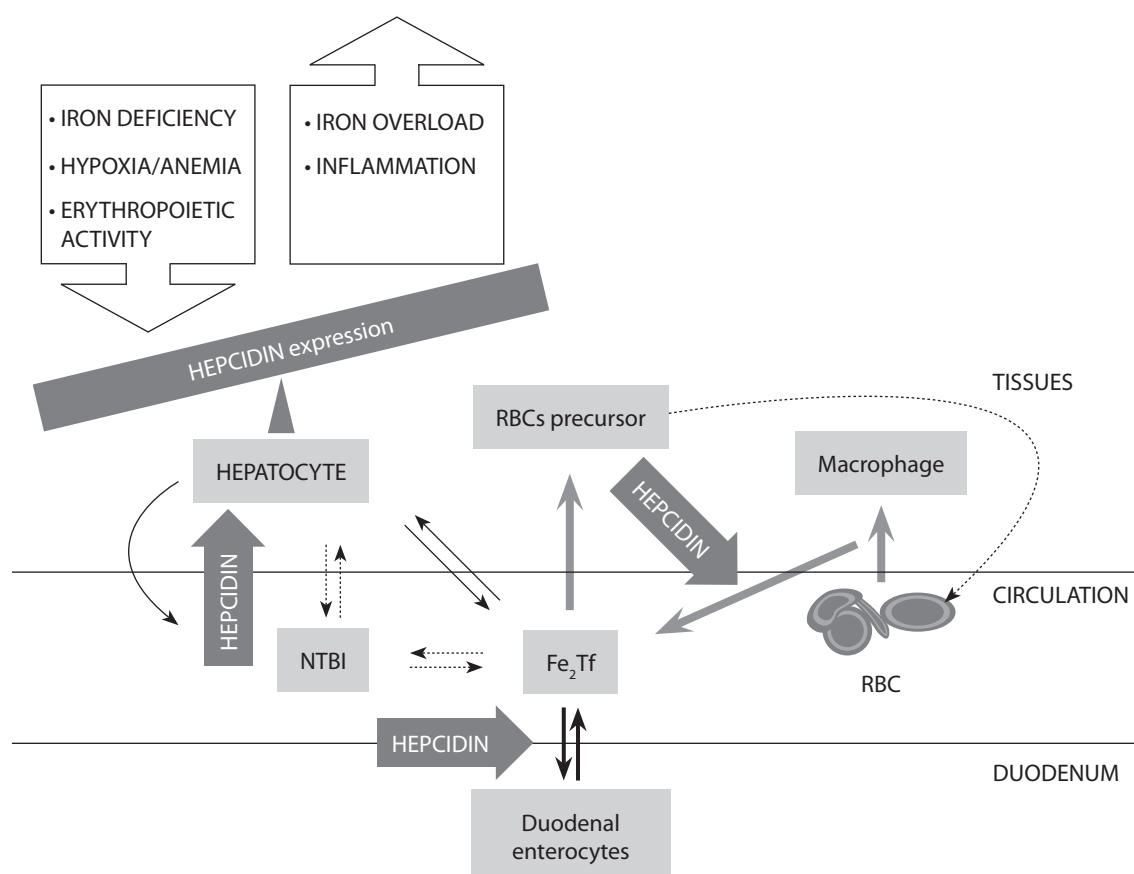 • IRON DEFICIENCY
• HYPOXIA/ANEMIA
• ERYTHROPOIETIC
ACTIVITY
• IRON OVERLOAD
• INFLAMMATION
HEPCIDIN expression
TISSUES
RBCs precursor
Macrophage
HEPATOCYTE
HEPCIDIN
HEPCIDIN
CIRCULATION
NTBI
Fe₂Tf
RBC
HEPCIDIN
DUODENUM
Duodenal
enterocytes